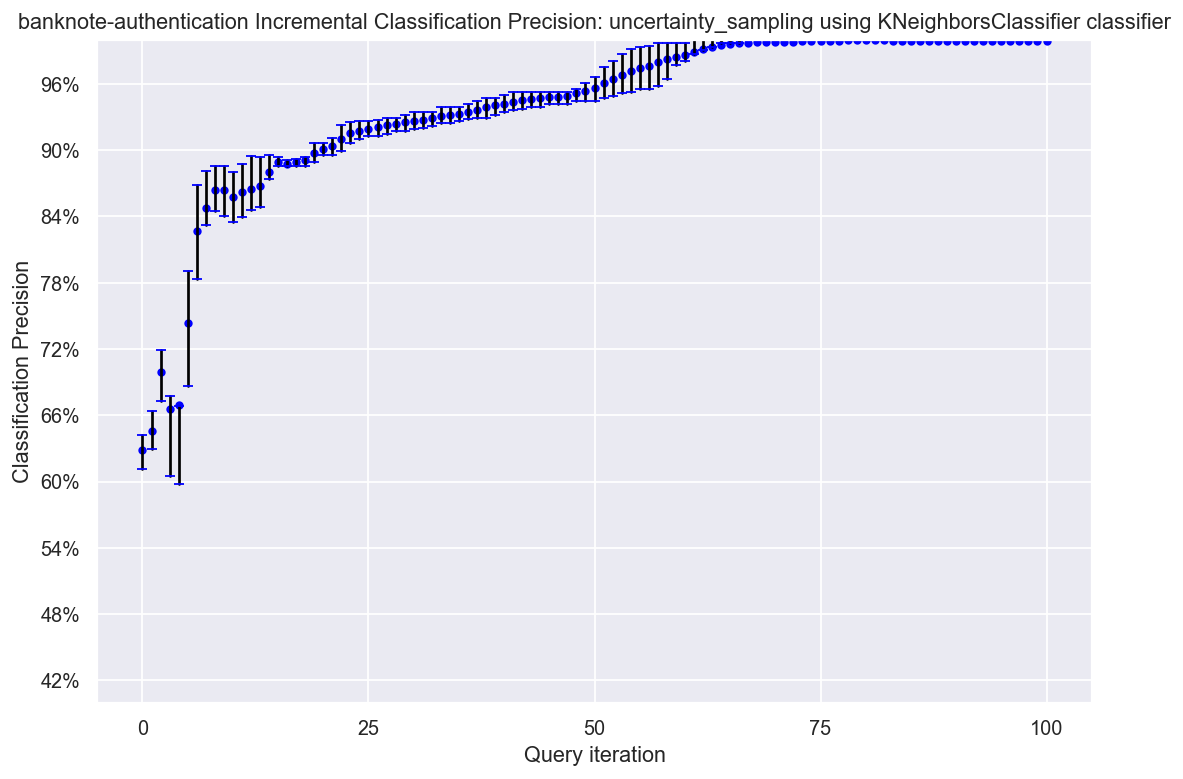 banknote-authentication Incremental Classification Precision: uncertainty_sampling using KNeighborsClassifier classifier
96%
90%
84%
78%
72%
66%
60%
54%
48%
42%
Classification Precision
0 25 50 75 100
Query iteration